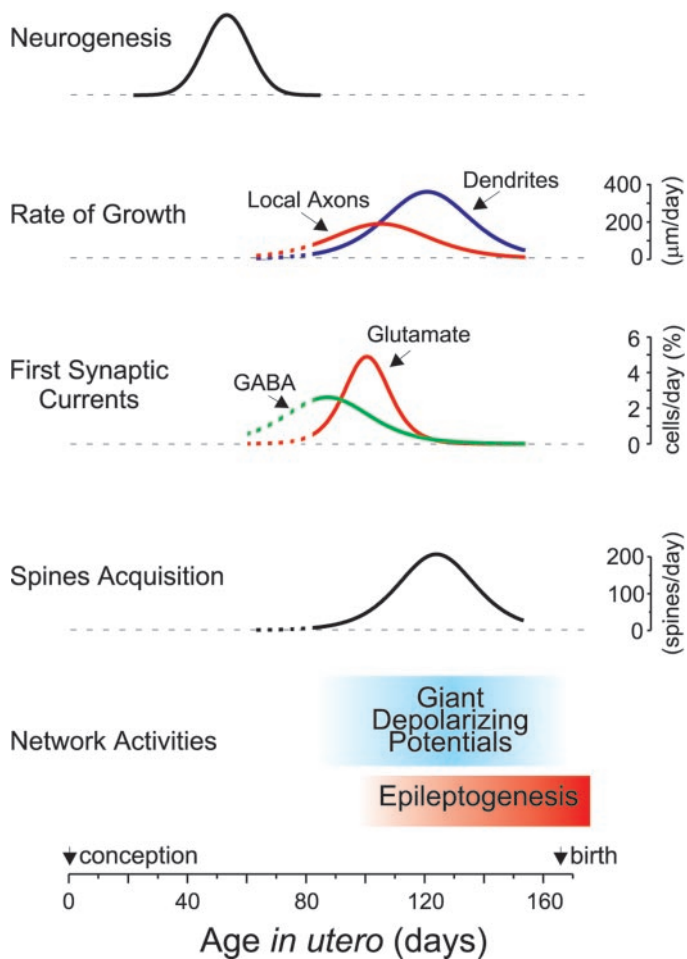 Neurogenesis
Rate of Growth
Local Axons
Dendrites
400
200
0
(μm/day)
First Synaptic
Currents
GABA
Glutamate
6
4
2
0
cells/day (%)
Spines Acquisition
200
100
0
(spines/day)
Network Activities
Giant
Depolarizing
Potentials
Epileptogenesis
conception
birth
0 40 80 120 160
Age in utero (days)